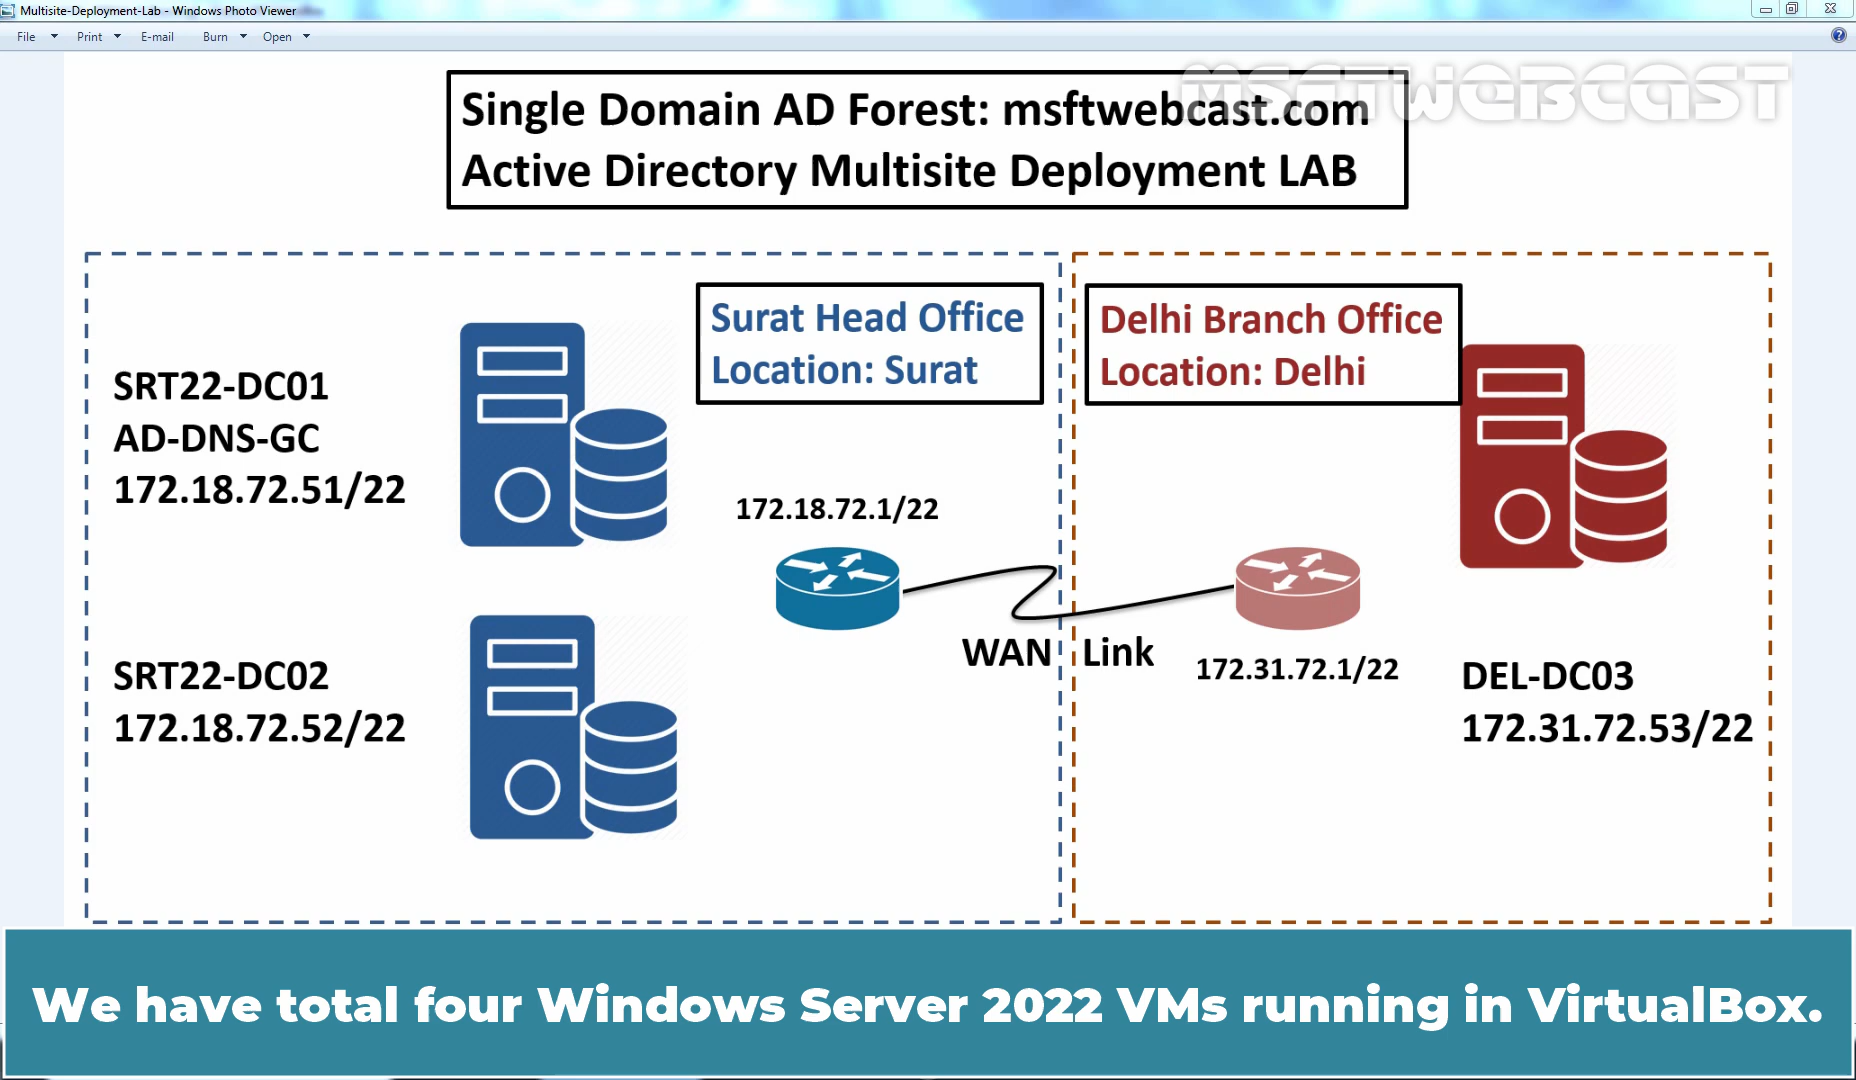 Multisite-Deployment-Lab - Windows Photo Viewer
File Print E-mail Burn Open
MSFTWEBCAST
Single Domain AD Forest: msftwebcast.com
Active Directory Multisite Deployment LAB
Surat Head Office
Location: Surat
Delhi Branch Office
Location: Delhi
SRT22-DC01
AD-DNS-GC
172.18.72.51/22
172.18.72.1/22
WAN Link
172.31.72.1/22
SRT22-DC02
172.18.72.52/22
DEL-DC03
172.31.72.53/22
We have total four Windows Server 2022 VMs running in VirtualBox.